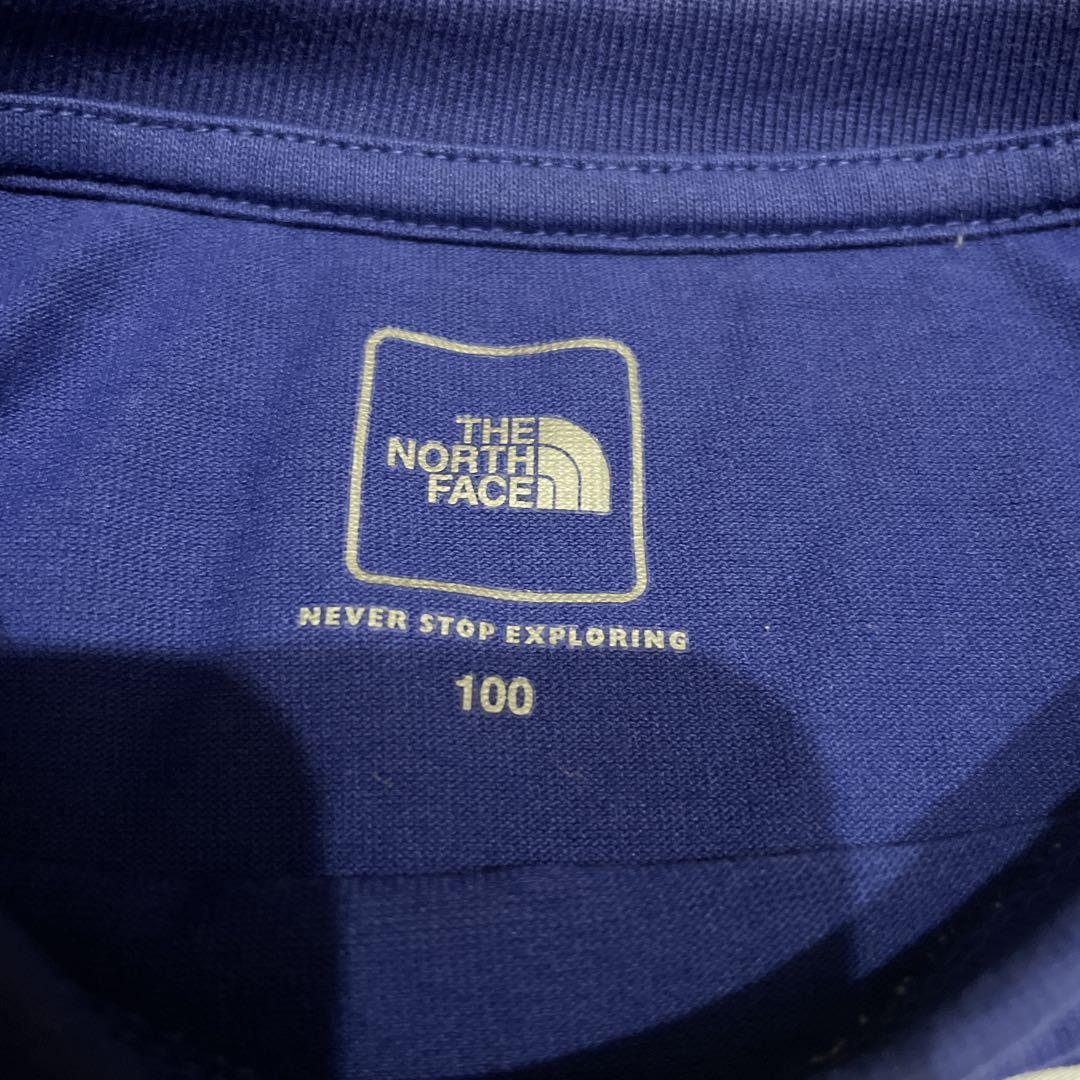 THE
NORTH
FACE
NEVER STOP EXPLORING
100